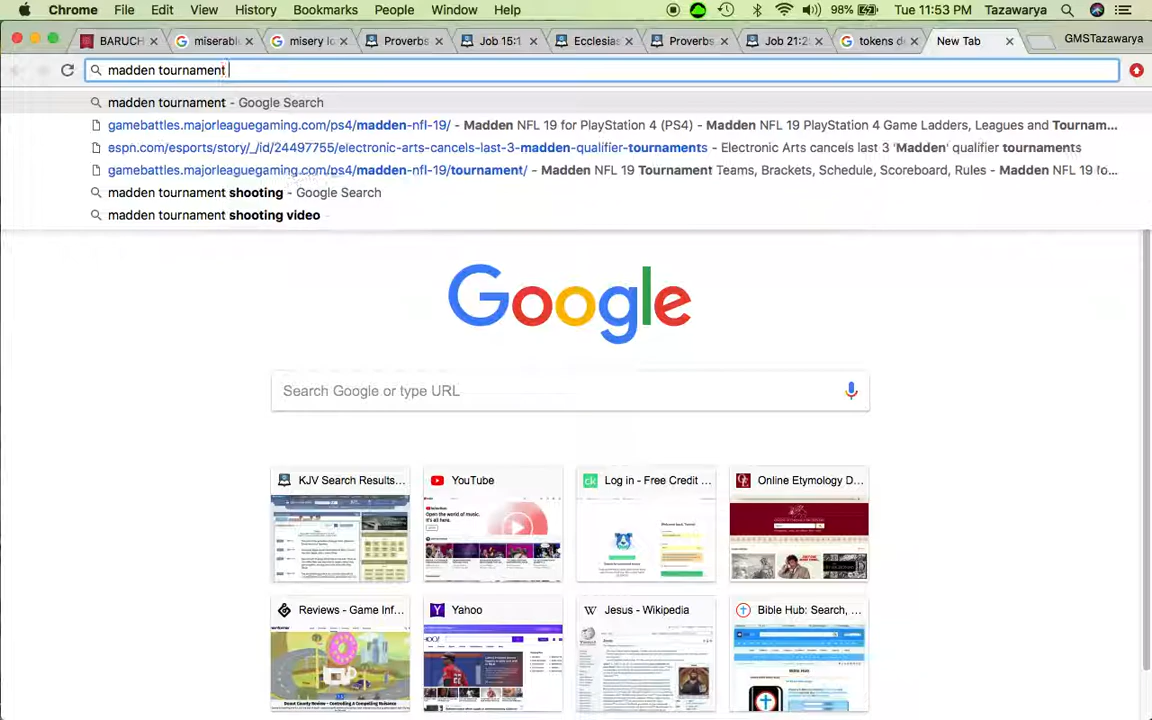 Chrome File Edit View History Bookmarks People Window Help 98% Tue 11:53 PM Tazawarya
BARUCH miserabl misery lo Proverbs Job 15:1 Ecclesias Proverbs Job 21:2 tokens de New Tab GMSTazawarya
madden tournament
madden tournament - Google Search
gamebattles.majorleaguegaming.com/ps4/madden-nfl-19/ - Madden NFL 19 for PlayStation 4 (PS4) - Madden NFL 19 PlayStation 4 Game Ladders, Leagues and Tournam...
espn.com/esports/story/_/id/24497755/electronic-arts-cancels-last-3-madden-qualifier-tournaments - Electronic Arts cancels last 3 'Madden' qualifier tournaments
gamebattles.majorleaguegaming.com/ps4/madden-nfl-19/tournament/ - Madden NFL 19 Tournament Teams, Brackets, Schedule, Scoreboard, Rules - Madden NFL 19 fo...
madden tournament shooting - Google Search
madden tournament shooting video
Google
Search Google or type URL
KJV Search Results... YouTube Log in - Free Credit ... Online Etymology D...
Reviews - Game Inf... Yahoo Jesus - Wikipedia Bible Hub: Search, ...